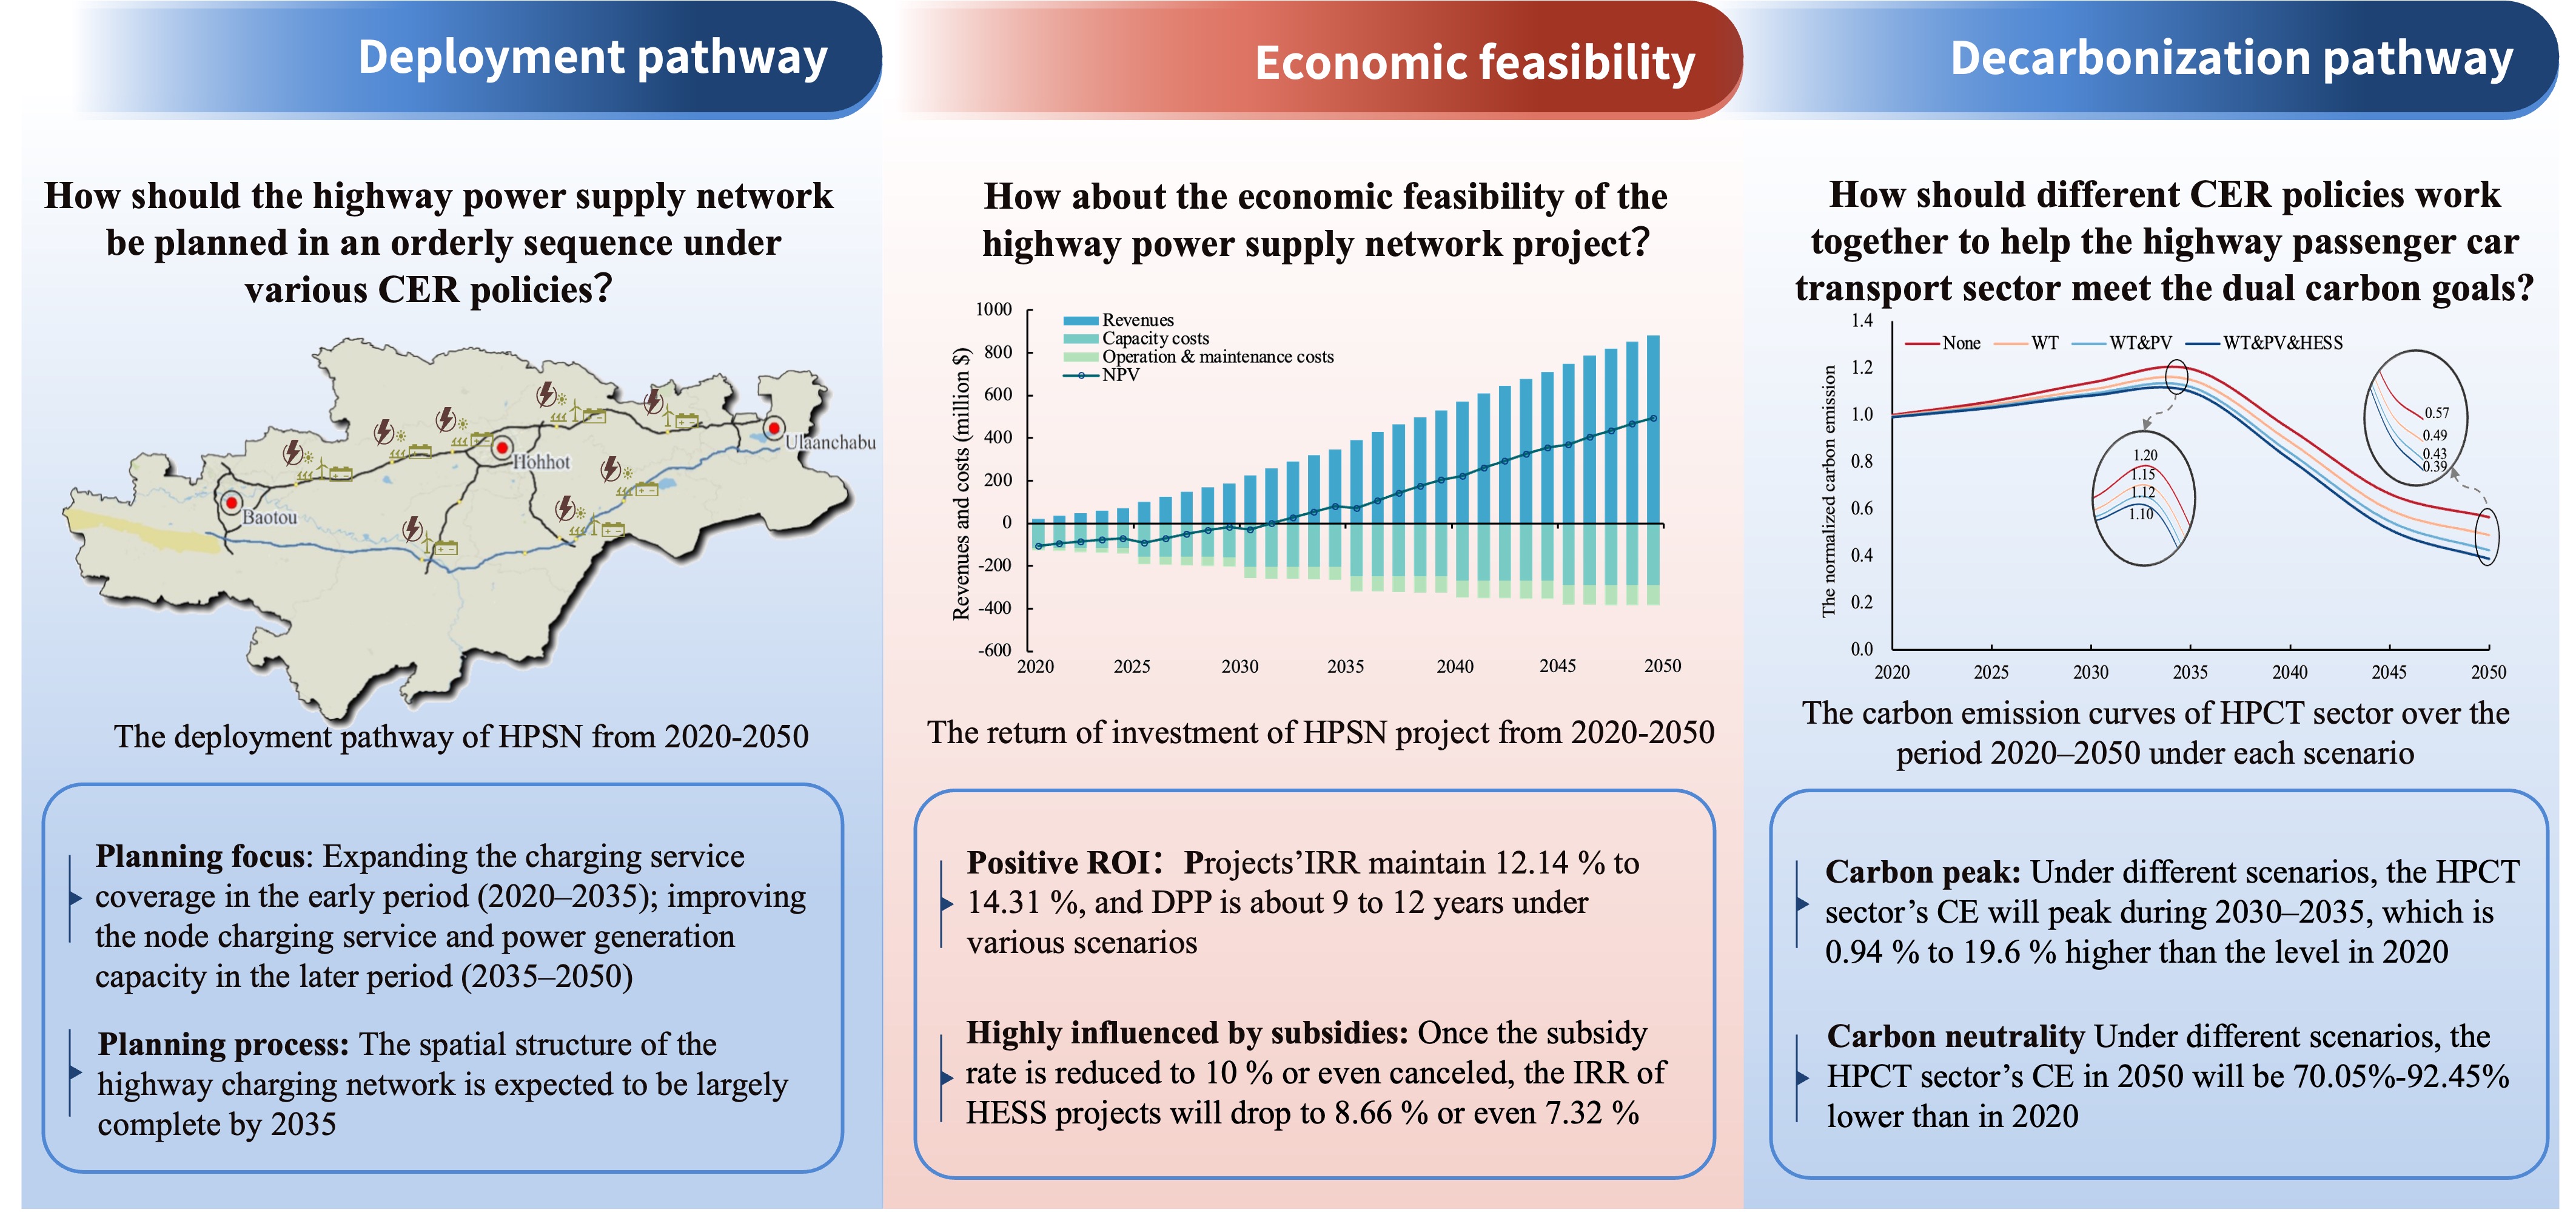 Deployment pathway
How should the highway power supply network
be planned in an orderly sequence under
various CER policies?
Ulaanchabu
Hohhot
Baotou
The deployment pathway of HPSN from 2020-2050
Planning focus: Expanding the charging service
coverage in the early period (2020–2035); improving
the node charging service and power generation
capacity in the later period (2035–2050)
Planning process: The spatial structure of the
highway charging network is expected to be largely
complete by 2035
Economic feasibility
How about the economic feasibility of the
highway power supply network project?
Revenues and costs (million $)
1000
800
600
400
200
0
-200
-400
-600
Revenues
Capacity costs
Operation & maintenance costs
NPV
2020 2025 2030 2035 2040 2045 2050
The return of investment of HPSN project from 2020-2050
Positive ROI: Projects'IRR maintain 12.14 % to
14.31 %, and DPP is about 9 to 12 years under
various scenarios
Highly influenced by subsidies: Once the subsidy
rate is reduced to 10 % or even canceled, the IRR of
HESS projects will drop to 8.66 % or even 7.32 %
Decarbonization pathway
How should different CER policies work
together to help the highway passenger car
transport sector meet the dual carbon goals?
The normalized carbon emission
1.4
1.2
1.0
0.8
0.6
0.4
0.2
0.0
None WT WT&PV WT&PV&HESS
1.20
1.15
1.12
1.10
0.57
0.49
0.43
0.39
2020 2025 2030 2035 2040 2045 2050
The carbon emission curves of HPCT sector over the
period 2020–2050 under each scenario
Carbon peak: Under different scenarios, the HPCT
sector's CE will peak during 2030–2035, which is
0.94 % to 19.6 % higher than the level in 2020
Carbon neutrality Under different scenarios, the
HPCT sector's CE in 2050 will be 70.05%-92.45%
lower than in 2020